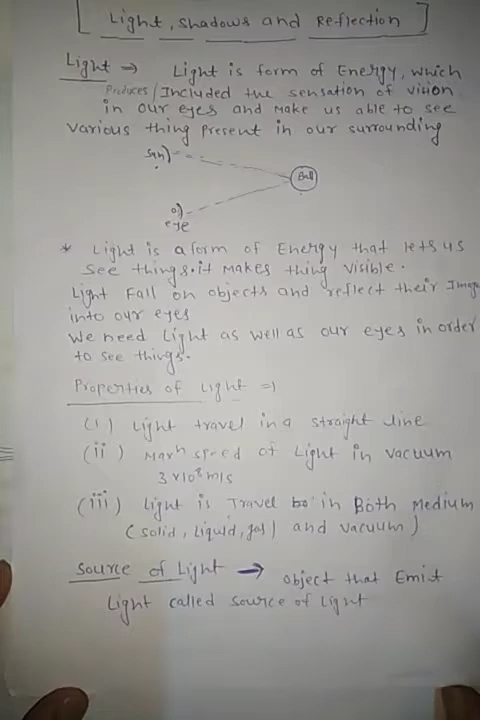 [ Light, Shadows and Reflection ]
Light → Light is form of Energy, which
Produces / Included the sensation of vision
in our eyes and make us able to see
various thing present in our surrounding
Sun)
Ball
eye
* Light is a form of Energy that lets us
see things. it makes thing visible.
Light Fall on objects and reflect their Image
into our eyes
We need Light as well as our eyes in order
to see things.
Properties of Light ⇒
(i) Light travel in a straight line
(ii) Maxm speed of Light in vacuum
3×10⁸ m/s
(iii) Light is Travel in Both Medium
(solid, Liquid, gas) and vacuum)
Source of Light → object that Emit
Light called source of Light